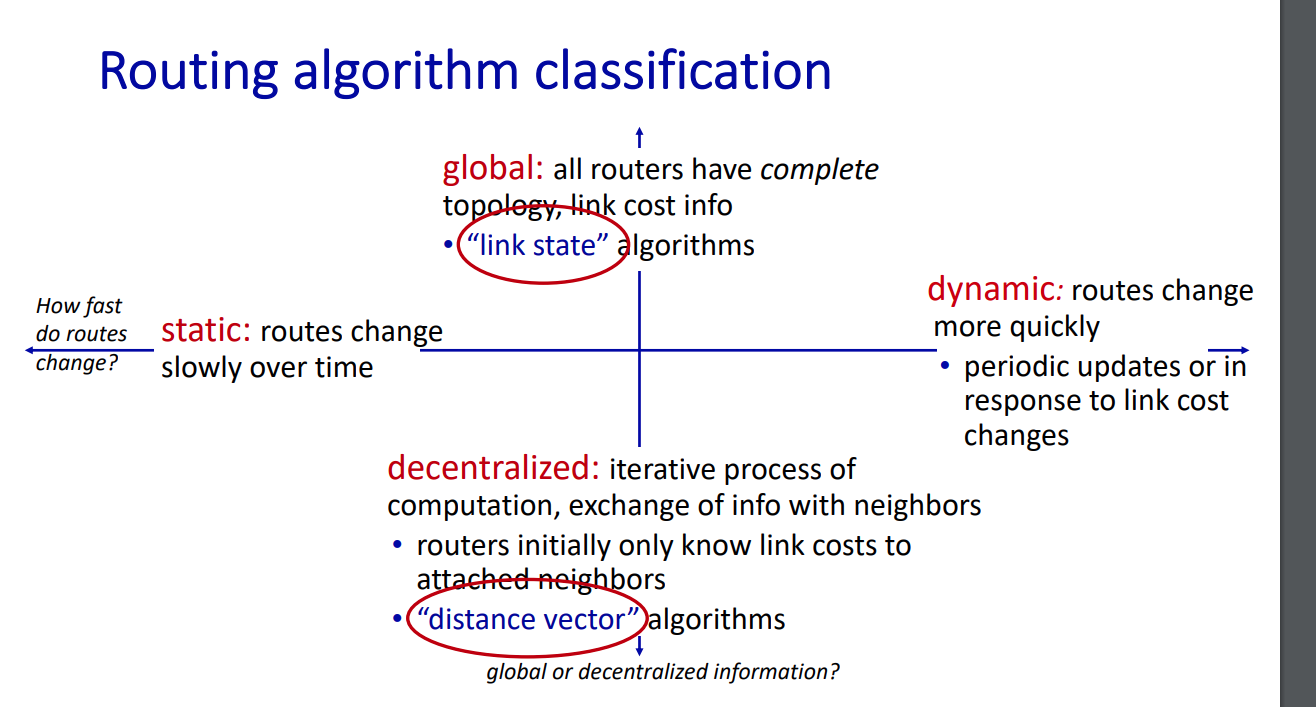 Routing algorithm classification
global: all routers have complete
topology, link cost info
• “link state” algorithms
How fast
do routes
change?
static: routes change
slowly over time
dynamic: routes change
more quickly
• periodic updates or in
response to link cost
changes
decentralized: iterative process of
computation, exchange of info with neighbors
• routers initially only know link costs to
attached neighbors
• “distance vector” algorithms
global or decentralized information?